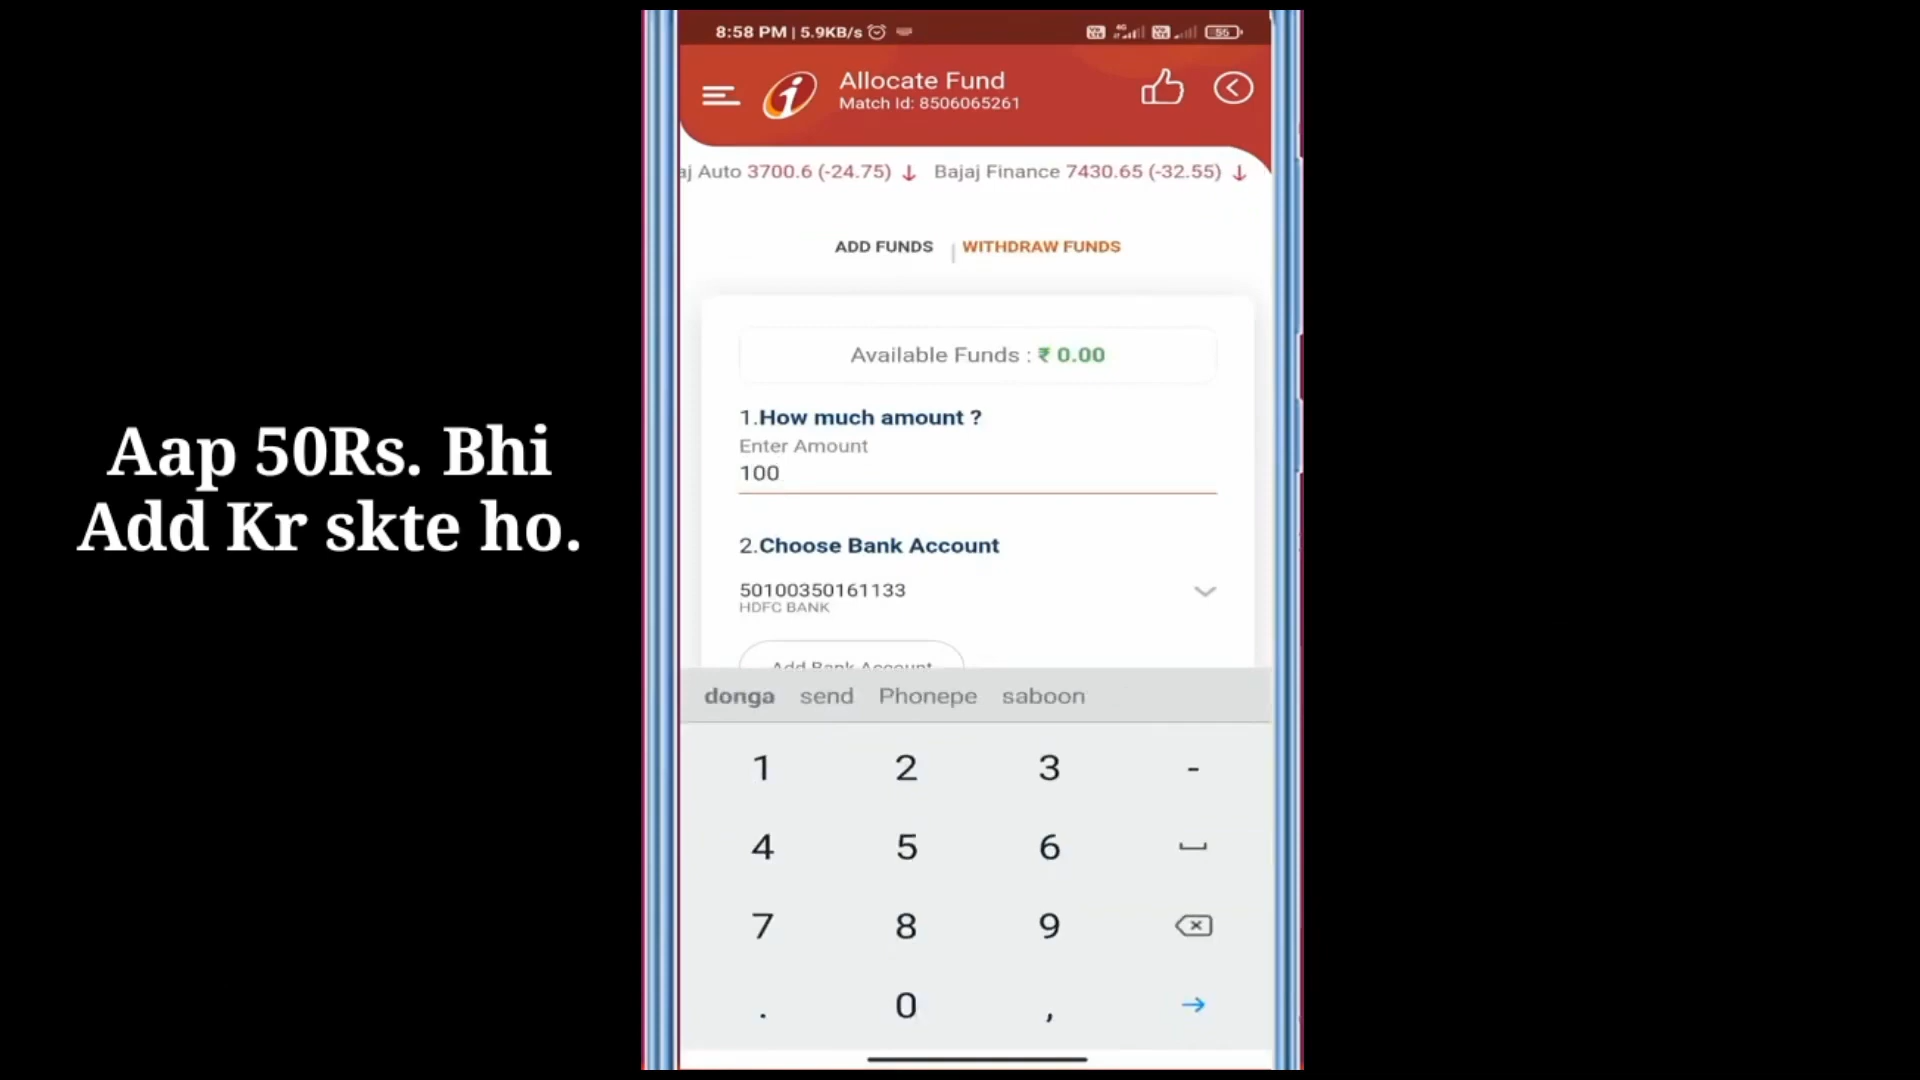 Aap 50Rs. Bhi
Add Kr skte ho.
8:58 PM | 5.9KB/s
4G
56
Allocate Fund
Match Id: 8506065261
aj Auto 3700.6 (-24.75) ↓ Bajaj Finance 7430.65 (-32.55) ↓
ADD FUNDS | WITHDRAW FUNDS
Available Funds : ₹ 0.00
1.How much amount ?
Enter Amount
100
2.Choose Bank Account
50100350161133
HDFC BANK
Add Bank Account
donga send Phonepe saboon
1 2 3 -
4 5 6
7 8 9
. 0 ,